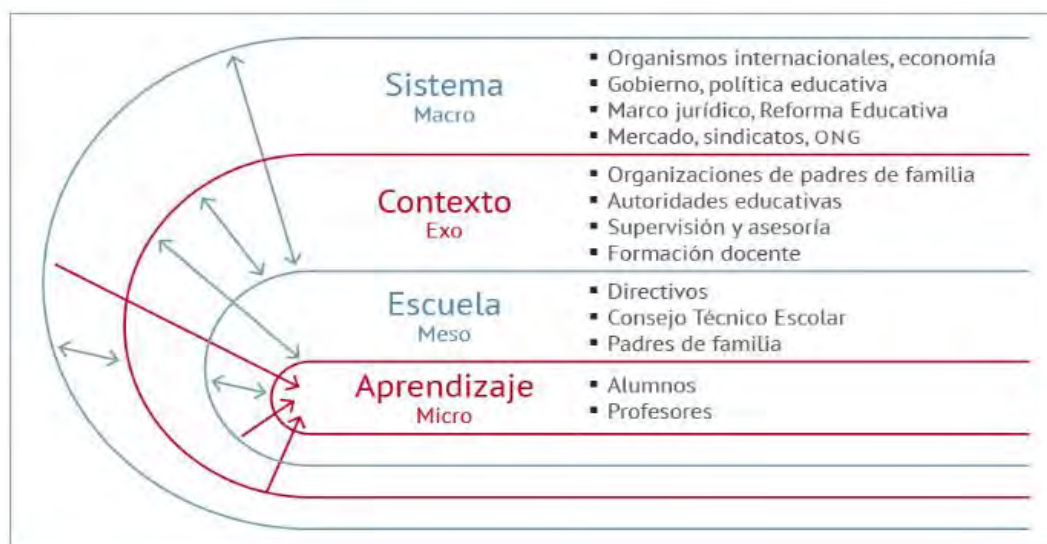 Sistema
Macro
▪ Organismos internacionales, economía
▪ Gobierno, política educativa
▪ Marco jurídico, Reforma Educativa
▪ Mercado, sindicatos, ONG
Contexto
Exo
▪ Organizaciones de padres de familia
▪ Autoridades educativas
▪ Supervisión y asesoría
▪ Formación docente
Escuela
Meso
▪ Directivos
▪ Consejo Técnico Escolar
▪ Padres de familia
Aprendizaje
Micro
▪ Alumnos
▪ Profesores